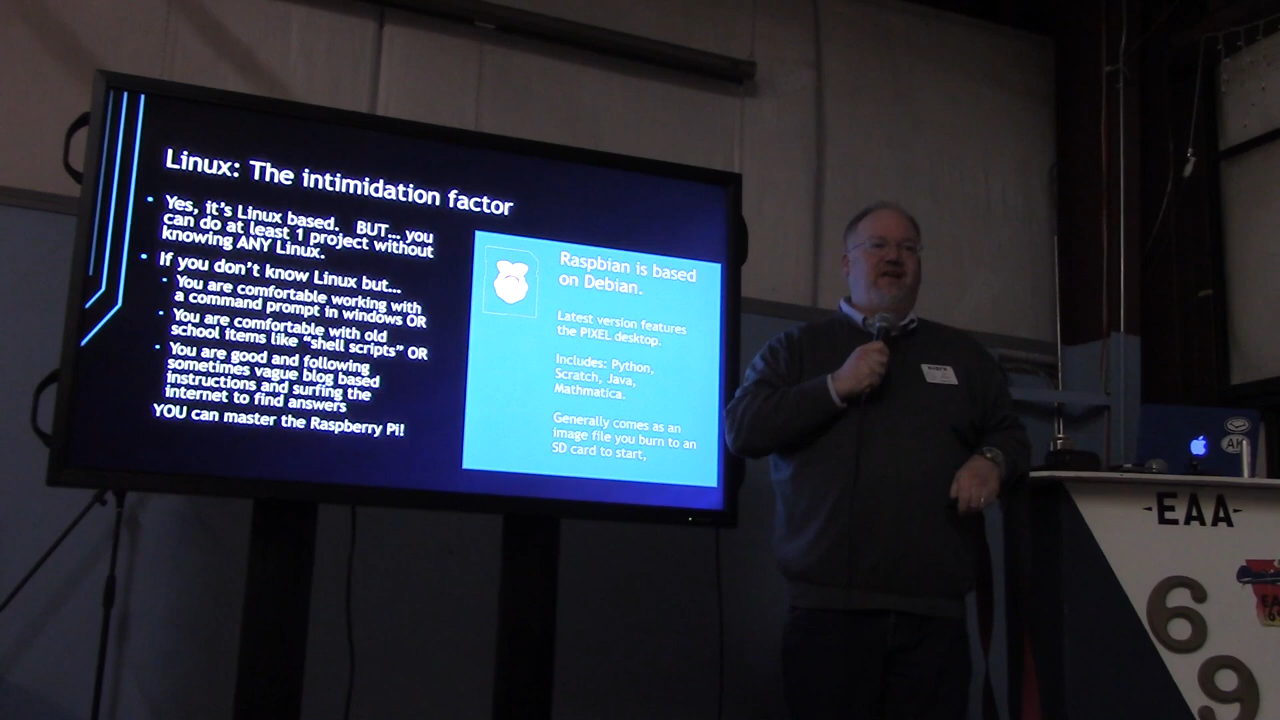 Linux: The intimidation factor
Yes, it's Linux based. BUT... you
can do at least 1 project without
knowing ANY Linux.
If you don't know Linux but...
You are comfortable working with
a command prompt in windows OR
You are comfortable with old
school items like "shell scripts" OR
You are good and following
sometimes vague blog based
instructions and surfing the
internet to find answers
YOU can master the Raspberry Pi!
Raspbian is based
on Debian.
Latest version features
the PIXEL desktop.
Includes: Python,
Scratch, Java,
Mathmatica.
Generally comes as an
image file you burn to an
SD card to start,
AK
-EAA-
69